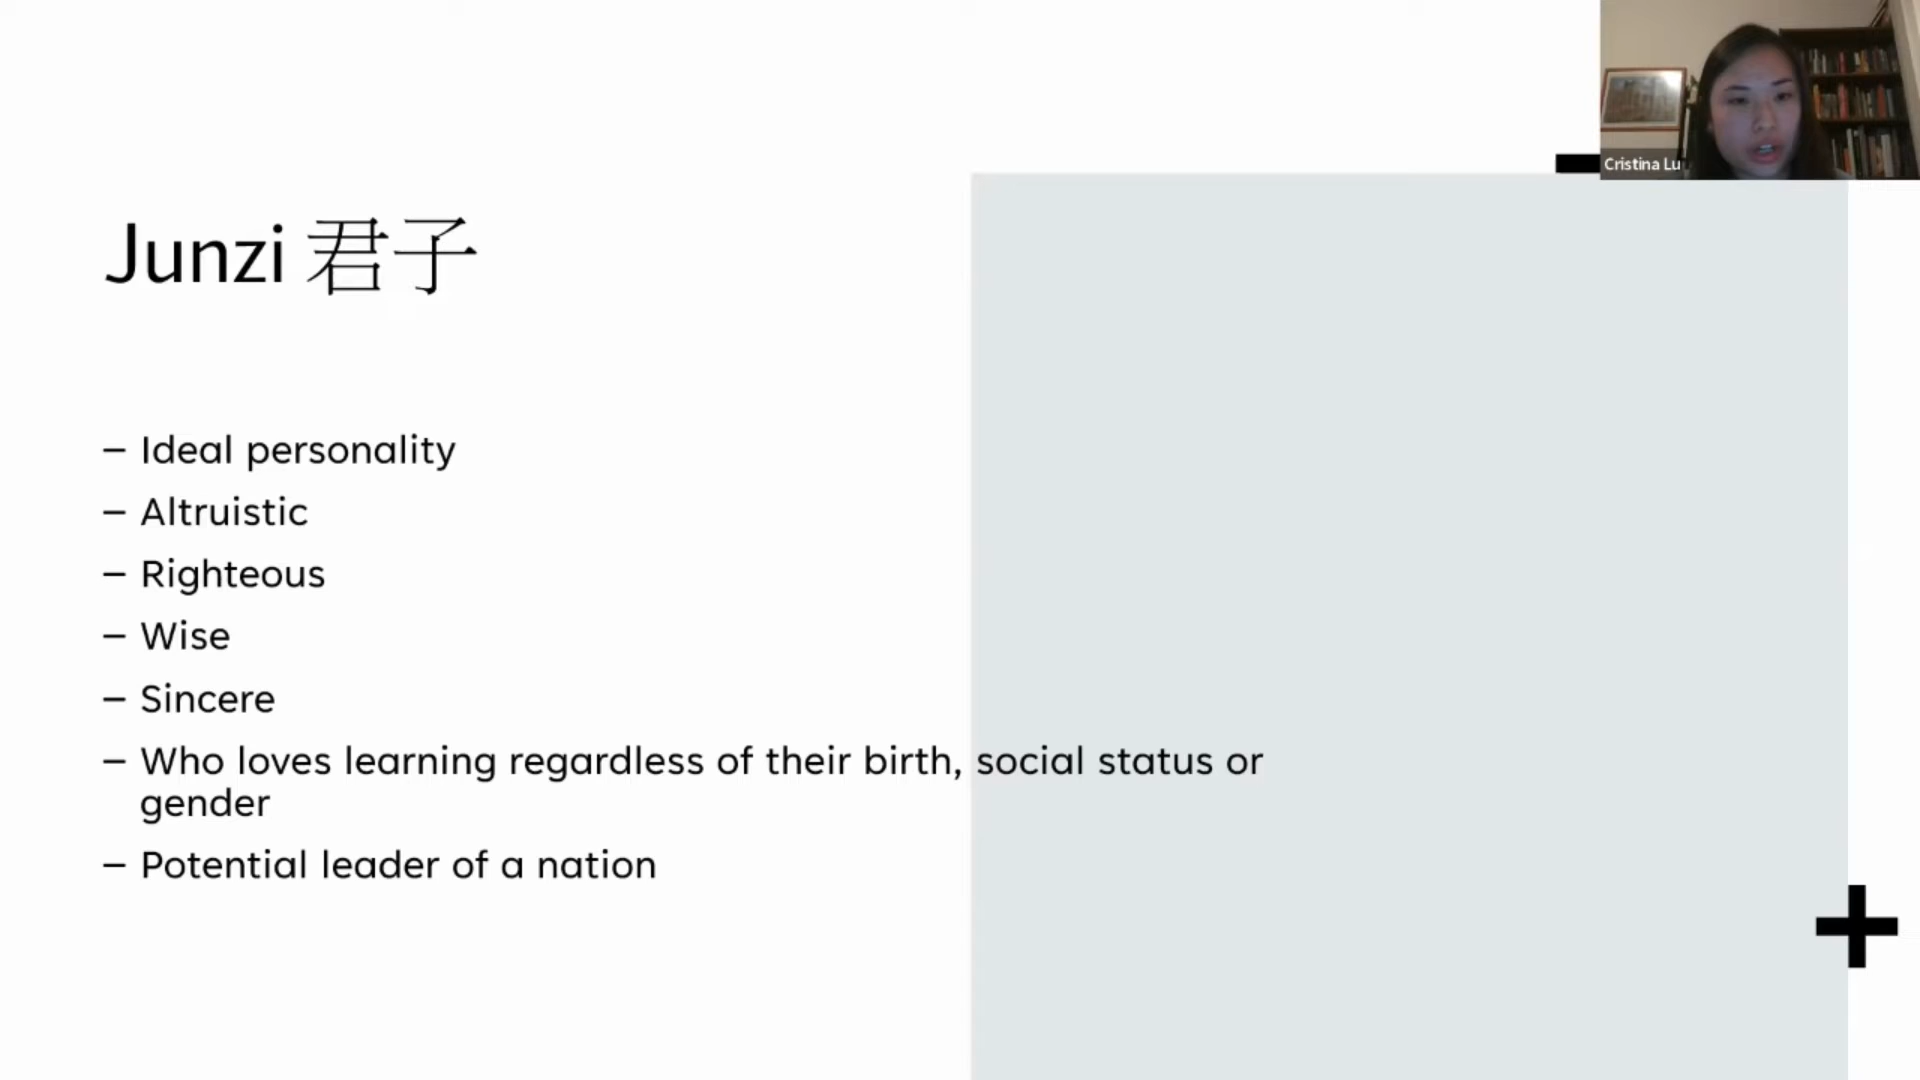 Cristina Lu
Junzi 君子
– Ideal personality
– Altruistic
– Righteous
– Wise
– Sincere
– Who loves learning regardless of their birth, social status or
gender
– Potential leader of a nation